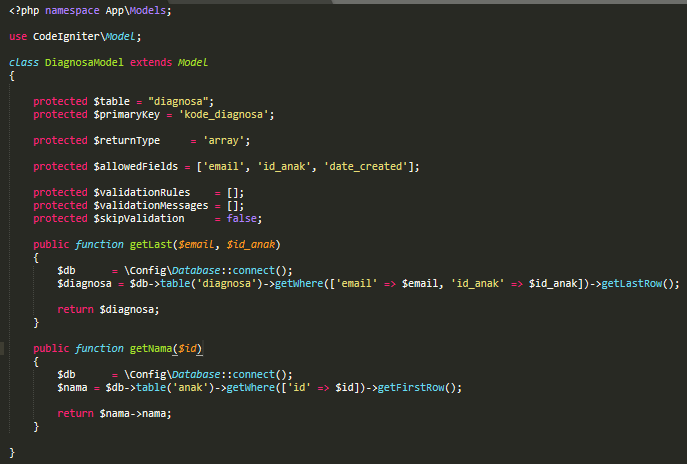 <?php namespace App\Models;
use CodeIgniter\Model;
class DiagnosaModel extends Model
{
protected $table = "diagnosa";
protected $primaryKey = 'kode_diagnosa';
protected $returnType     = 'array';
protected $allowedFields = ['email', 'id_anak', 'date_created'];
protected $validationRules    = [];
protected $validationMessages = [];
protected $skipValidation     = false;
public function getLast($email, $id_anak)
{
$db      = \Config\Database::connect();
$diagnosa = $db->table('diagnosa')->getWhere(['email' => $email, 'id_anak' => $id_anak])->getLastRow();
return $diagnosa;
}
public function getNama($id)
{
$db      = \Config\Database::connect();
$nama = $db->table('anak')->getWhere(['id' => $id])->getFirstRow();
return $nama->nama;
}
}